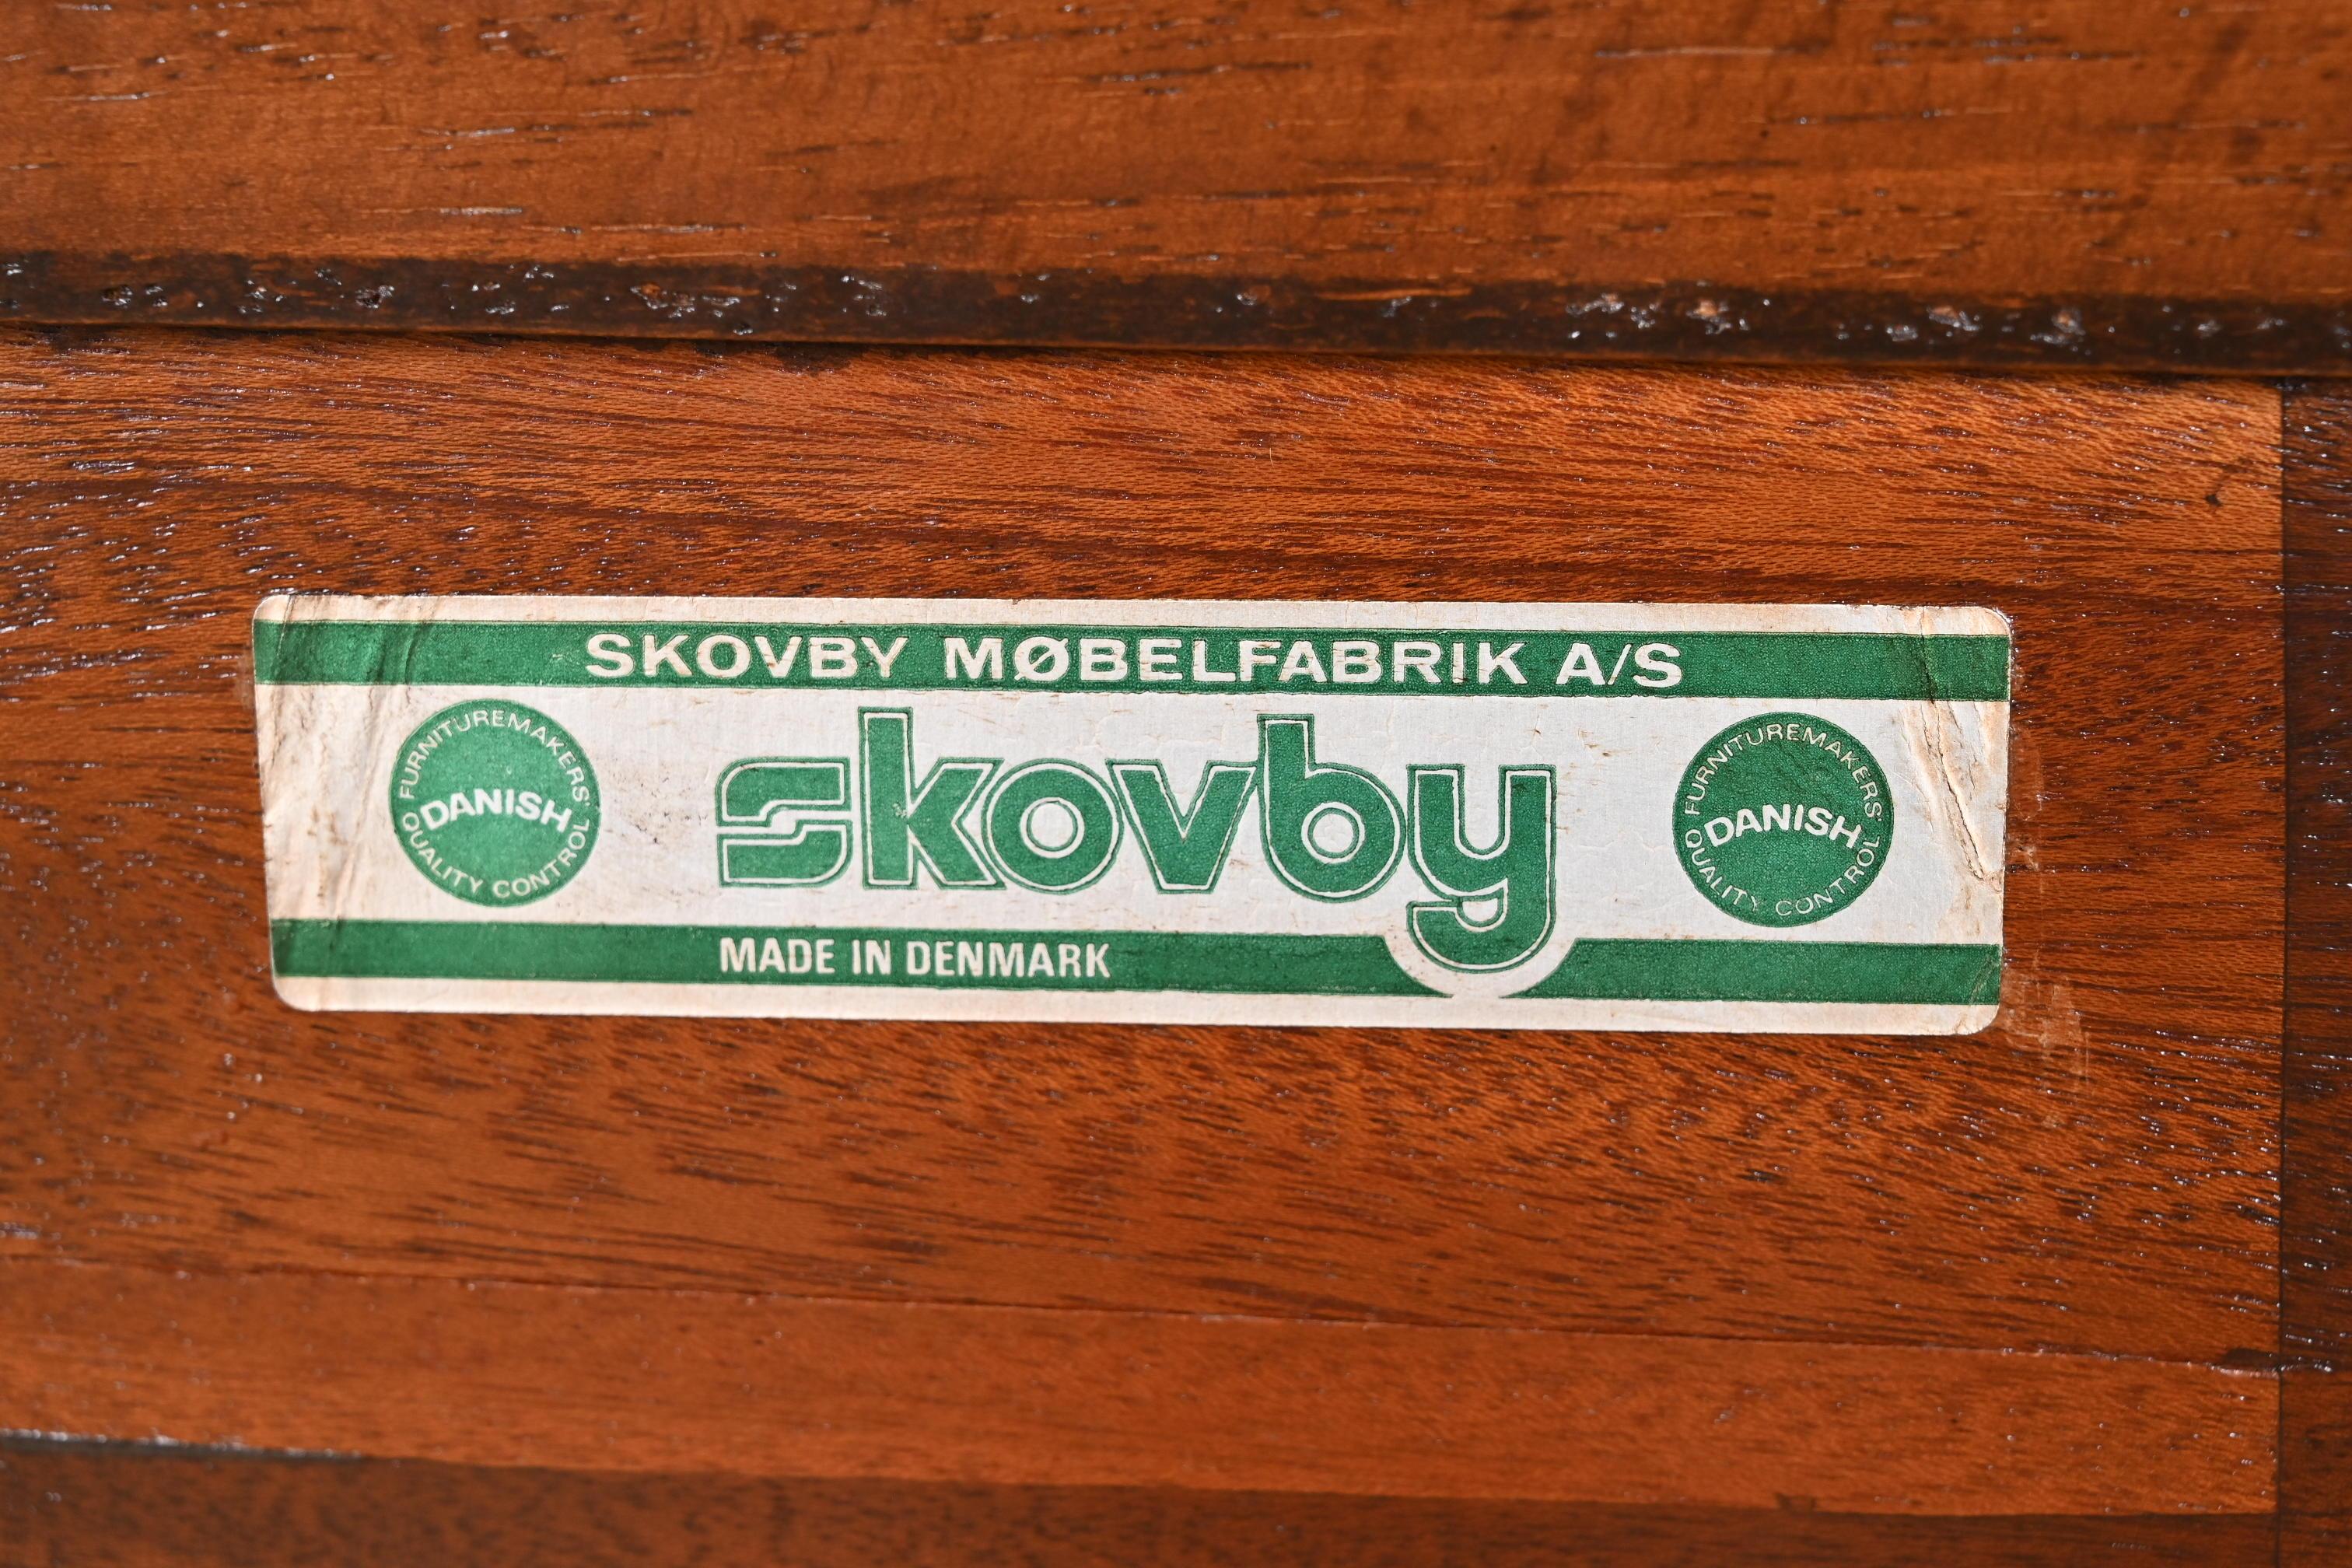 SKOVBY MØBELFABRIK A/S
FURNITUREMAKERS'
DANISH
QUALITY CONTROL
skovby
FURNITUREMAKERS'
DANISH
QUALITY CONTROL
MADE IN DENMARK